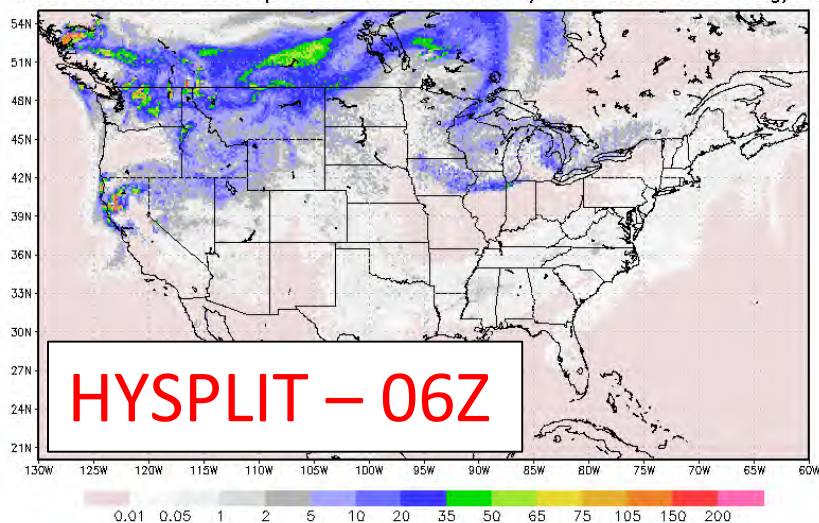 54N
51N
48N
45N
42N
39N
36N
33N
30N
27N
24N
21N
HYSPLIT – 06Z
130W 125W 120W 115W 110W 105W 100W 95W 90W 85W 80W 75W 70W 65W 60W
0.01 0.05 1 2 5 10 20 35 50 65 75 105 150 200